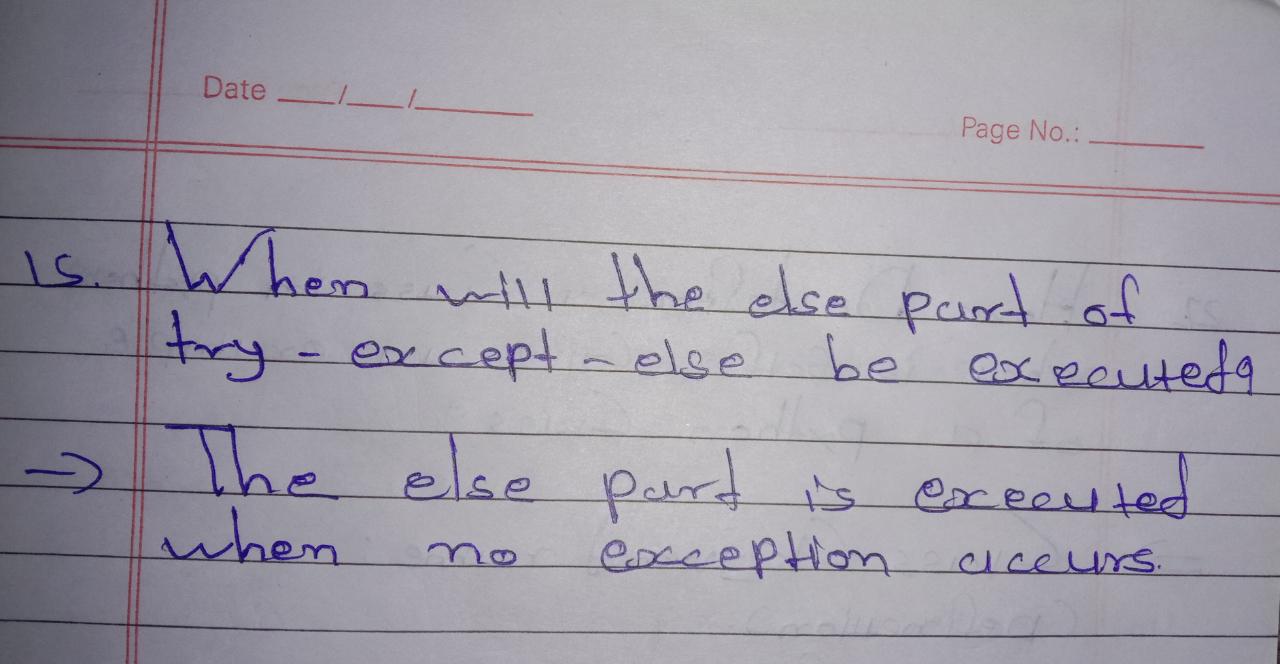 Date ___/___/______
Page No.: ______
15. When will the else part of
try - except - else be executed?
→ The else part is executed
when no exception occurs.